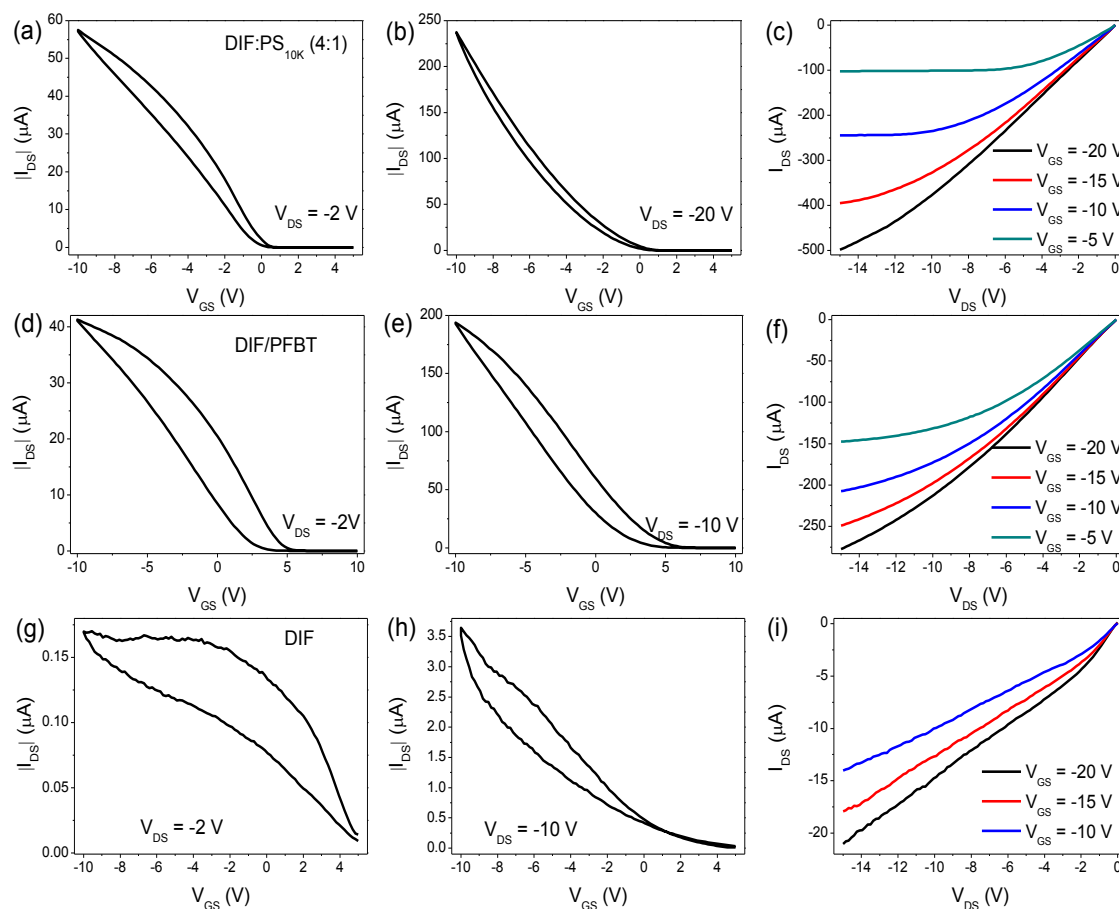 (a)
DIF:PS10K (4:1)
60
50
40
30
20
10
0
|IDS| (μA)
VDS = -2 V
-10 -8 -6 -4 -2 0 2 4
VGS (V)
(b)
250
200
150
100
50
0
|IDS| (μA)
VDS = -20 V
-10 -8 -6 -4 -2 0 2 4
VGS (V)
(c)
0
-100
-200
-300
-400
-500
IDS (μA)
VGS = -20 V
VGS = -15 V
VGS = -10 V
VGS = -5 V
-14 -12 -10 -8 -6 -4 -2 0
VDS (V)
(d)
DIF/PFBT
40
30
20
10
0
|IDS| (μA)
VDS = -2V
-10 -5 0 5 10
VGS (V)
(e)
200
150
100
50
0
|IDS| (μA)
VDS = -10 V
-10 -5 0 5 10
VGS (V)
(f)
0
-50
-100
-150
-200
-250
IDS (μA)
VGS = -20 V
VGS = -15 V
VGS = -10 V
VGS = -5 V
-14 -12 -10 -8 -6 -4 -2 0
VDS (V)
(g)
DIF
0.15
0.10
0.05
0.00
|IDS| (μA)
VDS = -2 V
-10 -8 -6 -4 -2 0 2 4
VGS (V)
(h)
3.5
3.0
2.5
2.0
1.5
1.0
0.5
0.0
|IDS| (μA)
VDS = -10 V
-10 -8 -6 -4 -2 0 2 4
VGS (V)
(i)
0
-5
-10
-15
-20
IDS (μA)
VGS = -20 V
VGS = -15 V
VGS = -10 V
-14 -12 -10 -8 -6 -4 -2 0
VDS (V)